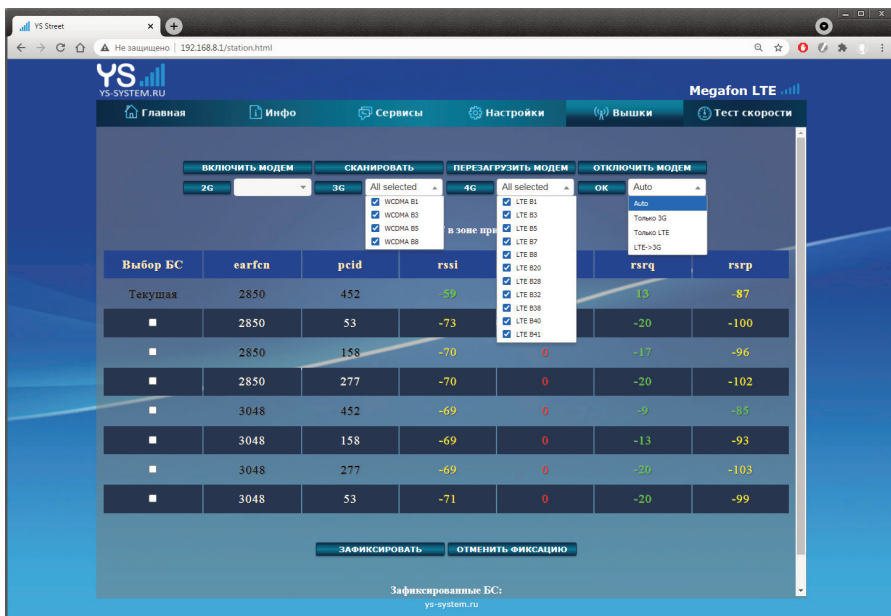 YS Street
Не защищено | 192.168.8.1/station.html
YS
YS-SYSTEM.RU
Megafon LTE
Главная Инфо Сервисы Настройки Вышки Тест скорости
ВКЛЮЧИТЬ МОДЕМ СКАНИРОВАТЬ ПЕРЕЗАГРУЗИТЬ МОДЕМ ОТКЛЮЧИТЬ МОДЕМ
2G 3G All selected 4G All selected OK Auto
WCDMA B1
WCDMA B3
WCDMA B5
WCDMA B8
LTE B1
LTE B3
LTE B5
LTE B7
LTE B8
LTE B20
LTE B28
LTE B32
LTE B38
LTE B40
LTE B41
Auto
Только 3G
Только LTE
LTE->3G
в зоне
Выбор БС earfcn pcid rssi rsrq rsrp
Текущая 2850 452 -59 13 -87
2850 53 -73 -20 -100
2850 158 -70 0 -17 -96
2850 277 -70 0 -20 -102
3048 452 -69 0 -9 -85
3048 158 -69 0 -13 -93
3048 277 -69 0 -20 -103
3048 53 -71 0 -20 -99
ЗАФИКСИРОВАТЬ ОТМЕНИТЬ ФИКСАЦИЮ
Зафиксированные БС:
ys-system.ru